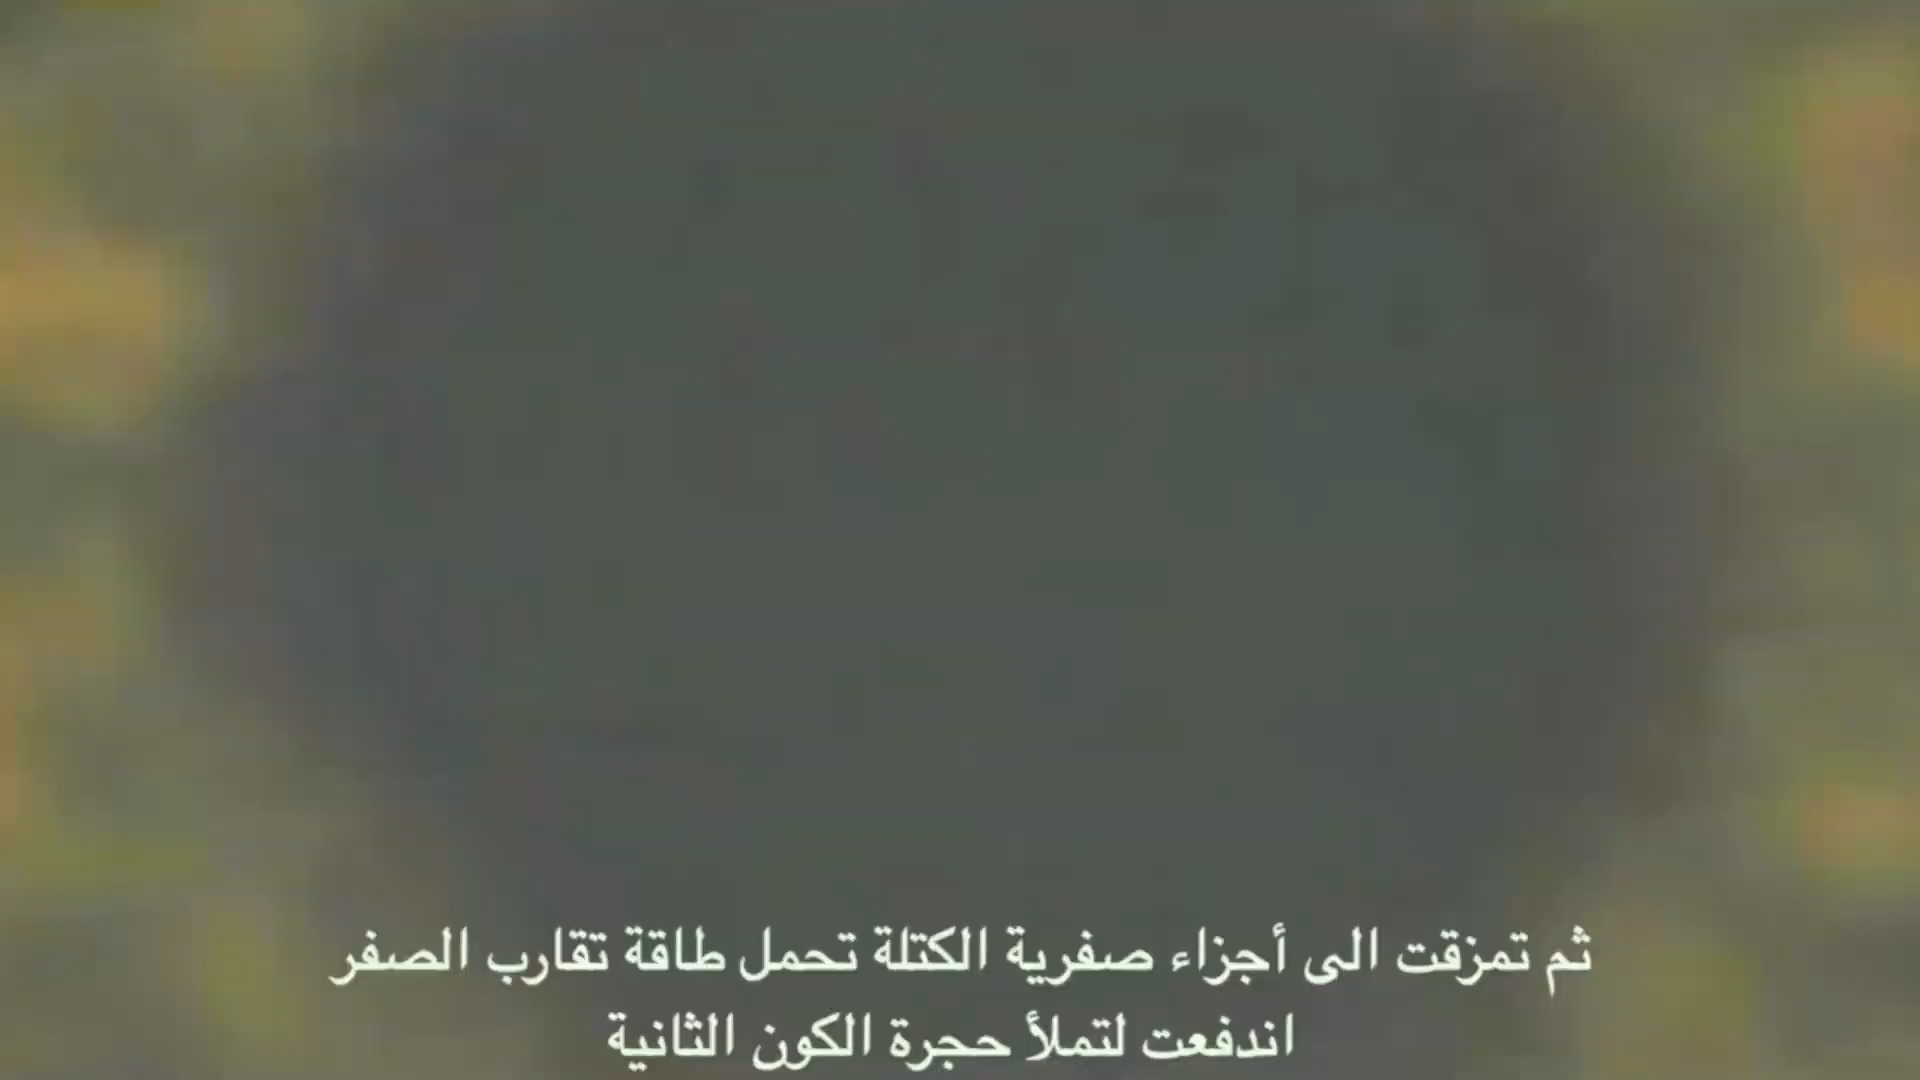 ثم تمزقت الى أجزاء صفرية الكتلة تحمل طاقة تقارب الصفر
اندفعت لتملأ حجرة الكون الثانية